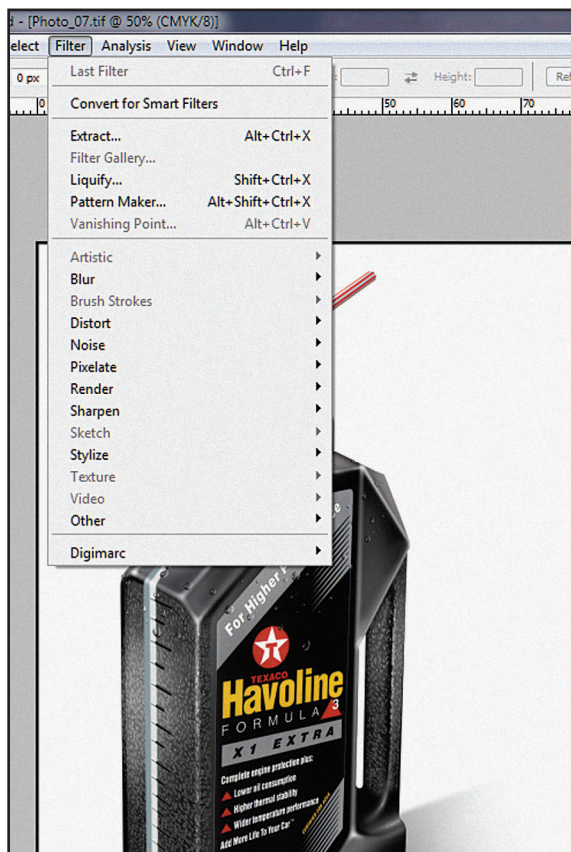 d - [Photo_07.tif @ 50% (CMYK/8)]
elect Filter Analysis View Window Help
0 px Height: Ref
0 50 60 70
Last Filter Ctrl+F
Convert for Smart Filters
Extract... Alt+Ctrl+X
Filter Gallery...
Liquify... Shift+Ctrl+X
Pattern Maker... Alt+Shift+Ctrl+X
Vanishing Point... Alt+Ctrl+V
Artistic
Blur
Brush Strokes
Distort
Noise
Pixelate
Render
Sharpen
Sketch
Stylize
Texture
Video
Other
Digimarc
For Higher
TEXACO
Havoline
FORMULA 3
X1 EXTRA
Complete engine protection plus:
Lower oil consumption
Higher thermal stability
Wider temperature performance
Add More Life To Your Car™